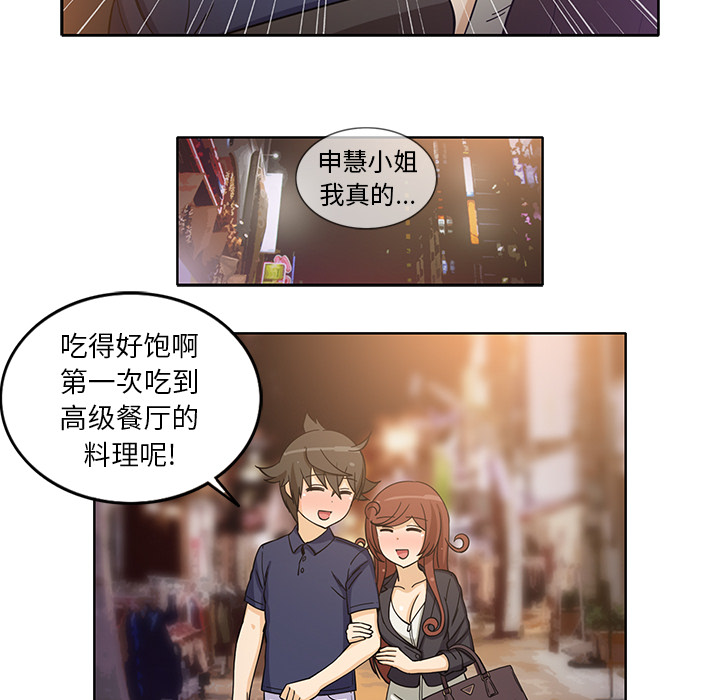 申慧小姐
我真的...
吃得好饱啊
第一次吃到
高级餐厅的
料理呢!